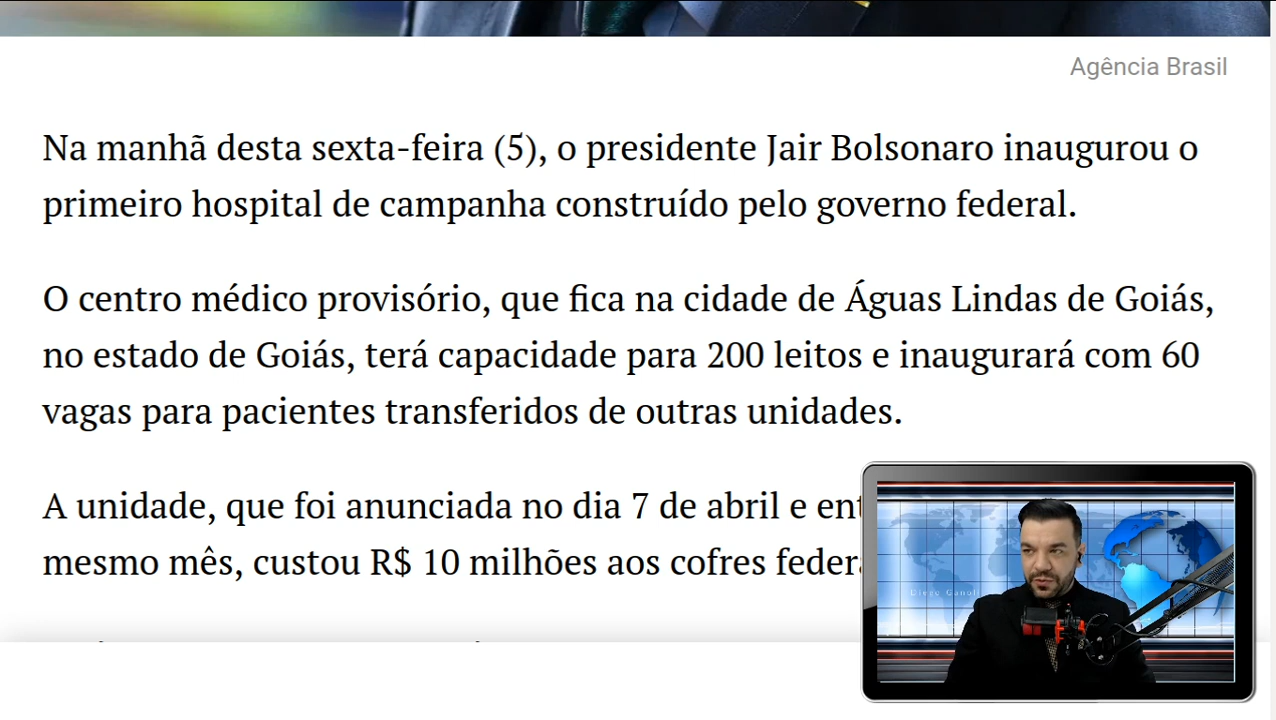 Agência Brasil
Na manhã desta sexta-feira (5), o presidente Jair Bolsonaro inaugurou o
primeiro hospital de campanha construído pelo governo federal.
O centro médico provisório, que fica na cidade de Águas Lindas de Goiás,
no estado de Goiás, terá capacidade para 200 leitos e inaugurará com 60
vagas para pacientes transferidos de outras unidades.
A unidade, que foi anunciada no dia 7 de abril e
mesmo mês, custou R$ 10 milhões aos cofres
Diego